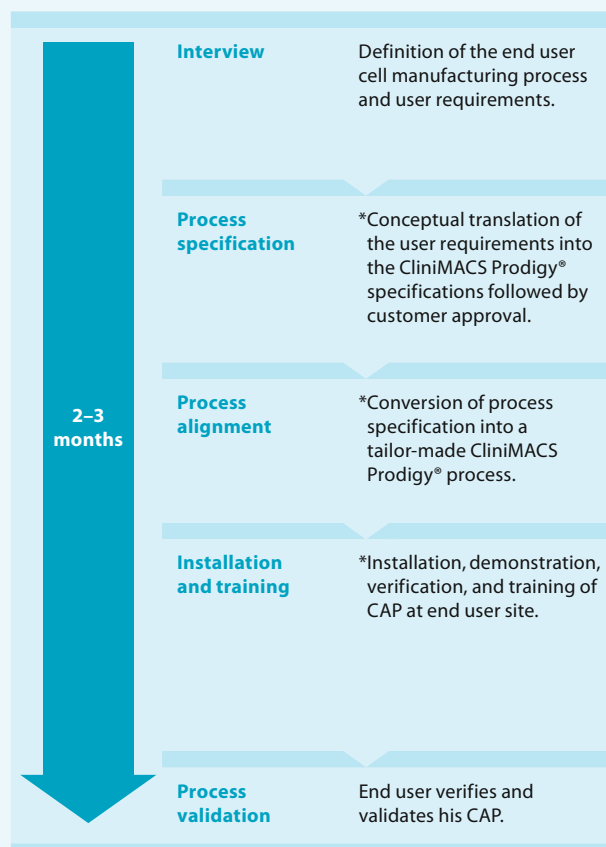 Interview
Definition of the end user
cell manufacturing process
and user requirements.
Process
specification
*Conceptual translation of
the user requirements into
the CliniMACS Prodigy®
specifications followed by
customer approval.
2–3
months
Process
alignment
*Conversion of process
specification into a
tailor-made CliniMACS
Prodigy® process.
Installation
and training
*Installation, demonstration,
verification, and training of
CAP at end user site.
Process
validation
End user verifies and
validates his CAP.